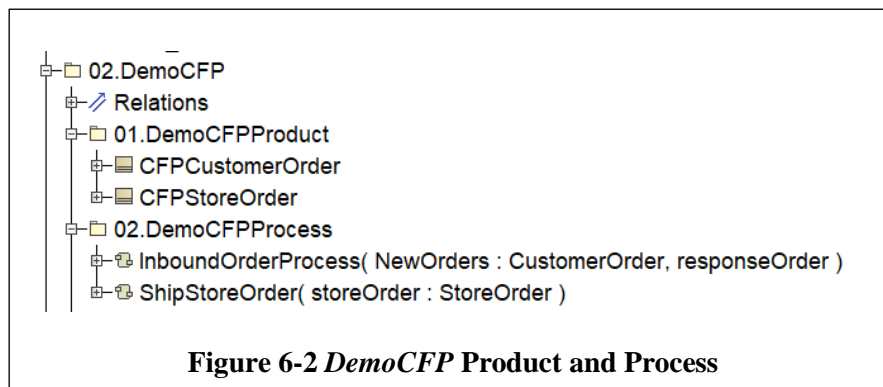 02.DemoCFP
Relations
01.DemoCFPProduct
CFPCustomerOrder
CFPStoreOrder
02.DemoCFPProcess
InboundOrderProcess( NewOrders : CustomerOrder, responseOrder )
ShipStoreOrder( storeOrder : StoreOrder )
Figure 6-2 DemoCFP Product and Process